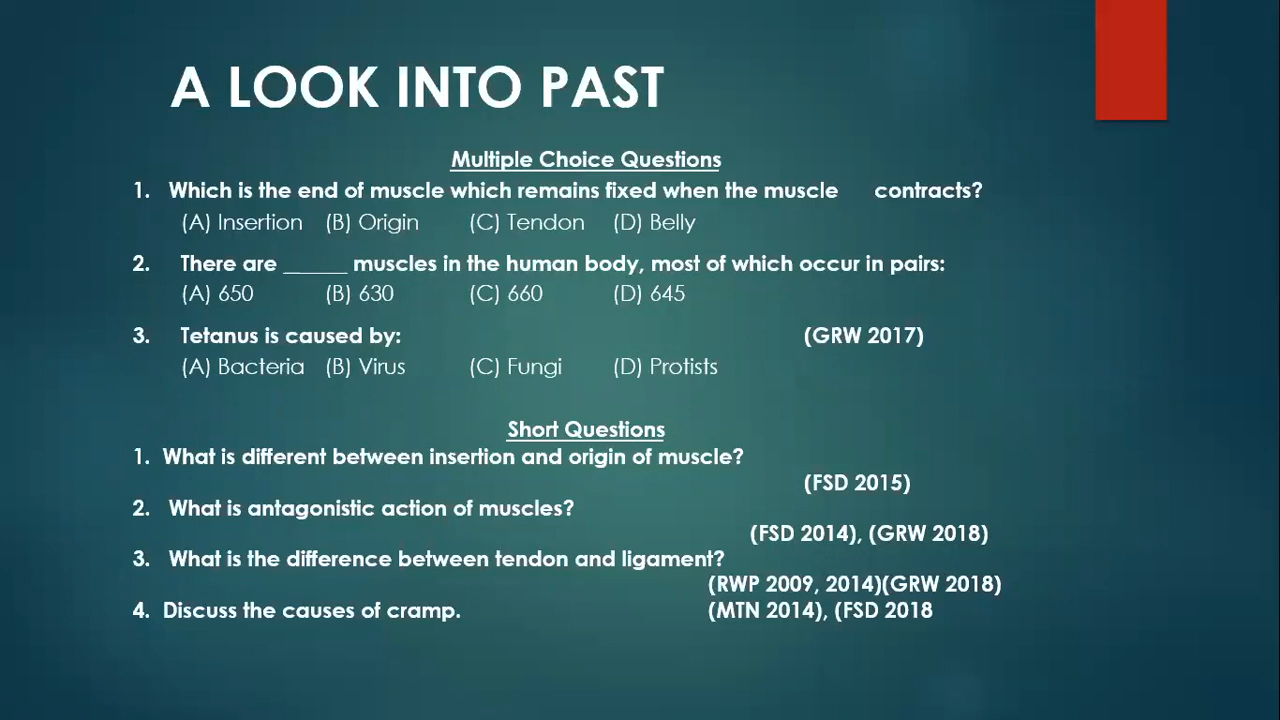 A LOOK INTO PAST
Multiple Choice Questions
1. Which is the end of muscle which remains fixed when the muscle contracts?
(A) Insertion (B) Origin (C) Tendon (D) Belly
2. There are ______ muscles in the human body, most of which occur in pairs:
(A) 650 (B) 630 (C) 660 (D) 645
3. Tetanus is caused by: (GRW 2017)
(A) Bacteria (B) Virus (C) Fungi (D) Protists
Short Questions
1. What is different between insertion and origin of muscle?
(FSD 2015)
2. What is antagonistic action of muscles?
(FSD 2014), (GRW 2018)
3. What is the difference between tendon and ligament?
(RWP 2009, 2014)(GRW 2018)
4. Discuss the causes of cramp. (MTN 2014), (FSD 2018